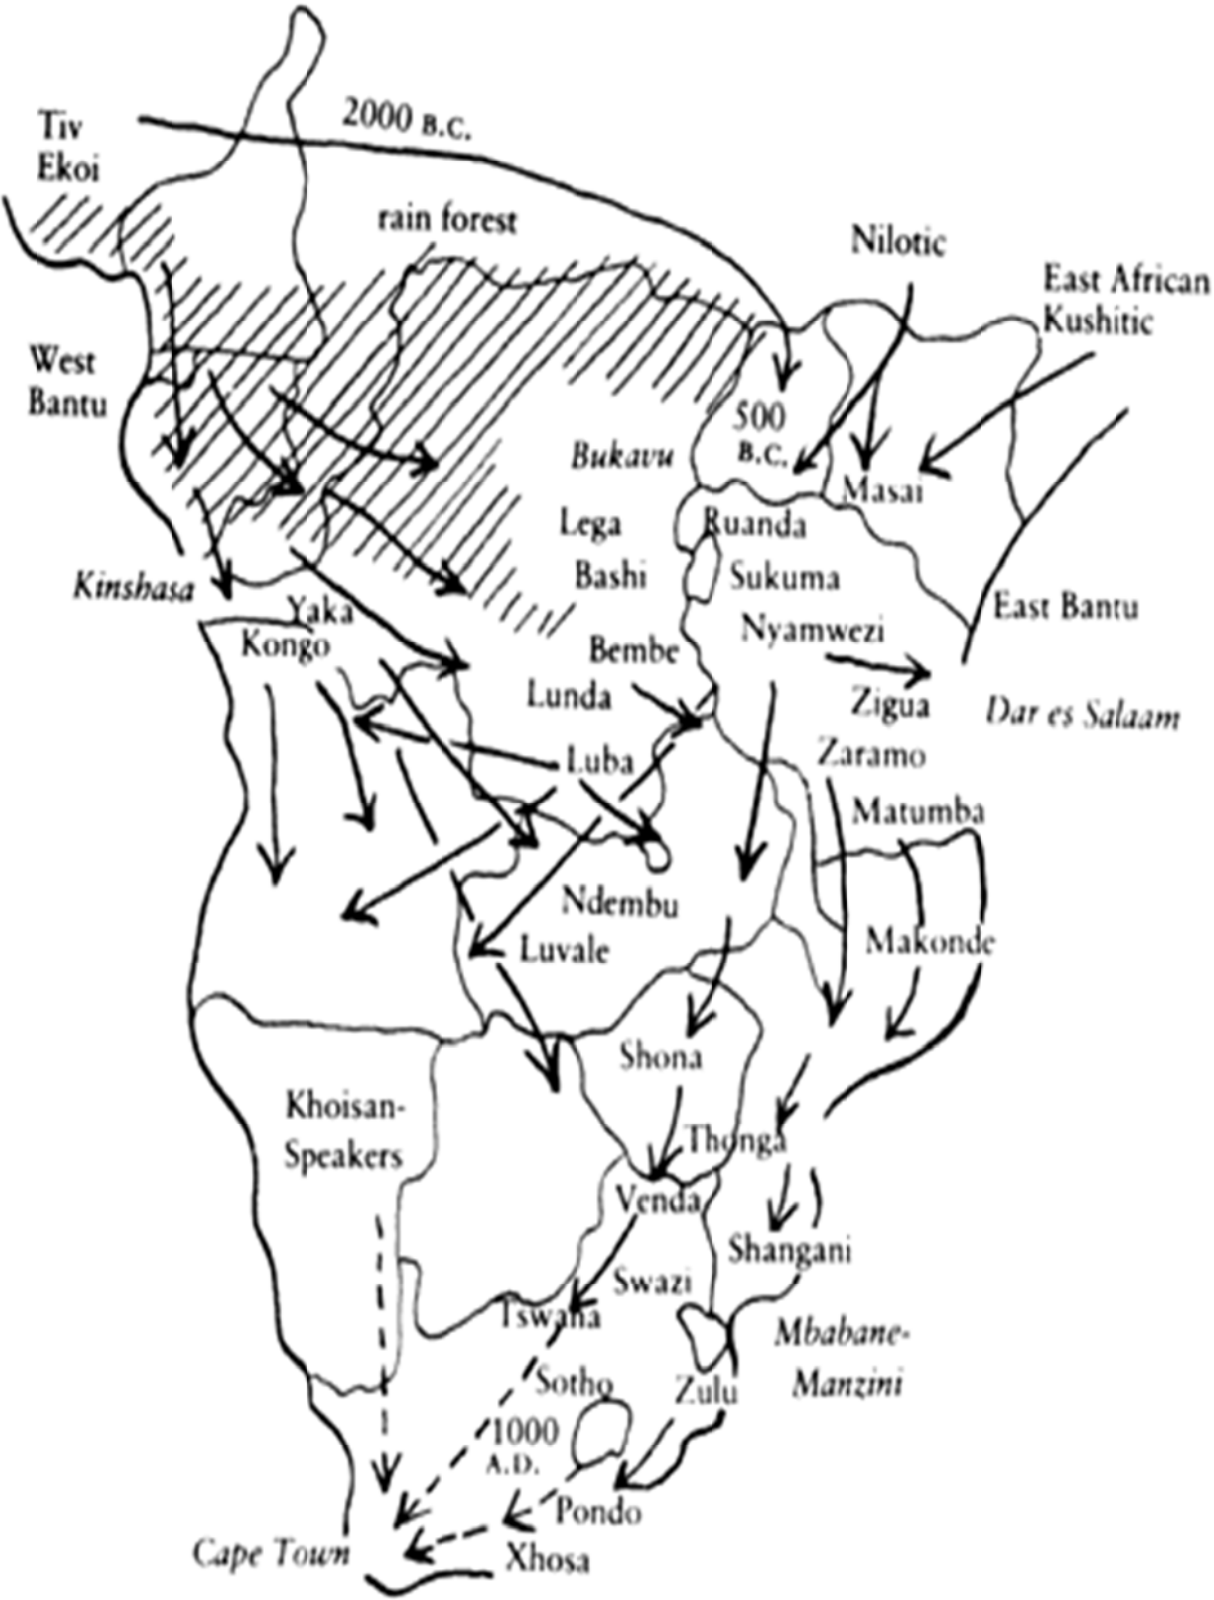 Tiv
Ekoi
2000 B.C.
rain forest
Nilotic
East African
Kushitic
West
Bantu
500
B.C.
Bukavu
Masai
Lega
Ruanda
Bashi
Sukuma
Kinshasa
Yaka
East Bantu
Kongo
Nyamwezi
Bembe
Lunda
Zigua
Dar es Salaam
Luba
Zaramo
Matumba
Ndembu
Makonde
Luvale
Shona
Khoisan-
Speakers
Thonga
Venda
Shangani
Swazi
Tswana
Mbabane-
Manzini
Sotho
Zulu
1000
A.D.
Pondo
Cape Town
Xhosa